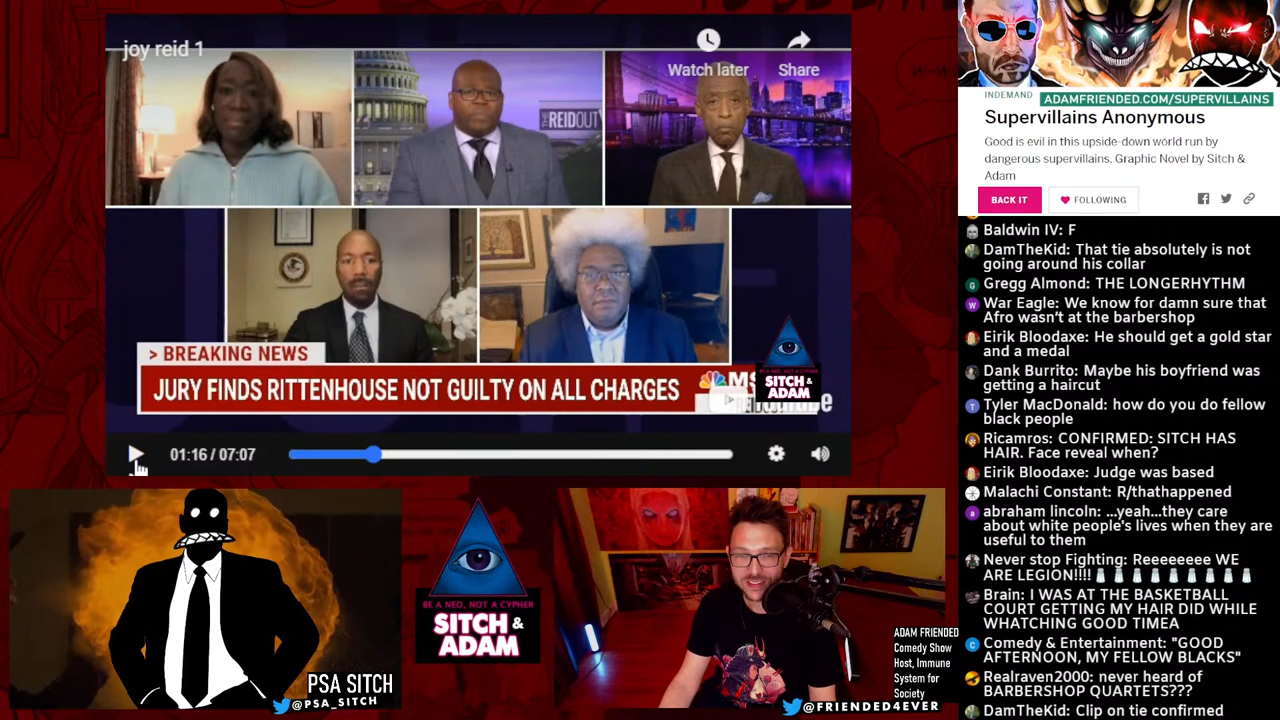 joy reid 1
Watch later
Share
THE REIDOUT
> BREAKING NEWS
JURY FINDS RITTENHOUSE NOT GUILTY ON ALL CHARGES
BE A NEO, NOT A CYPHER
SITCH &
ADAM
01:16 / 07:07
PSA SITCH
@PSA_SITCH
BE A NEO, NOT A CYPHER
SITCH &
ADAM
ADAM FRIENDED
Comedy Show
Host, Immune
System for
Society
@FRIENDED4EVER
INDEMAND
ADAMFRIENDED.COM/SUPERVILLAINS
Supervillains Anonymous
Good is evil in this upside-down world run by
dangerous supervillains. Graphic Novel by Sitch &
Adam
BACK IT
FOLLOWING
Baldwin IV: F
DamTheKid: That tie absolutely is not
going around his collar
G
Gregg Almond: THE LONGERHYTHM
W
War Eagle: We know for damn sure that
Afro wasn't at the barbershop
Eirik Bloodaxe: He should get a gold star
and a medal
Dank Burrito: Maybe his boyfriend was
getting a haircut
T
Tyler MacDonald: how do you do fellow
black people
Ricamros: CONFIRMED: SITCH HAS
HAIR. Face reveal when?
Eirik Bloodaxe: Judge was based
Malachi Constant: R/thathappened
a
abraham lincoln: ...yeah...they care
about white people's lives when they are
useful to them
Never stop Fighting: Reeeeeeee WE
ARE LEGION!!!!
Brain: I WAS AT THE BASKETBALL
COURT GETTING MY HAIR DID WHILE
WHATCHING GOOD TIMEA
C
Comedy & Entertainment: "GOOD
AFTERNOON, MY FELLOW BLACKS"
Realraven2000: never heard of
BARBERSHOP QUARTETS???
DamTheKid: Clip on tie confirmed